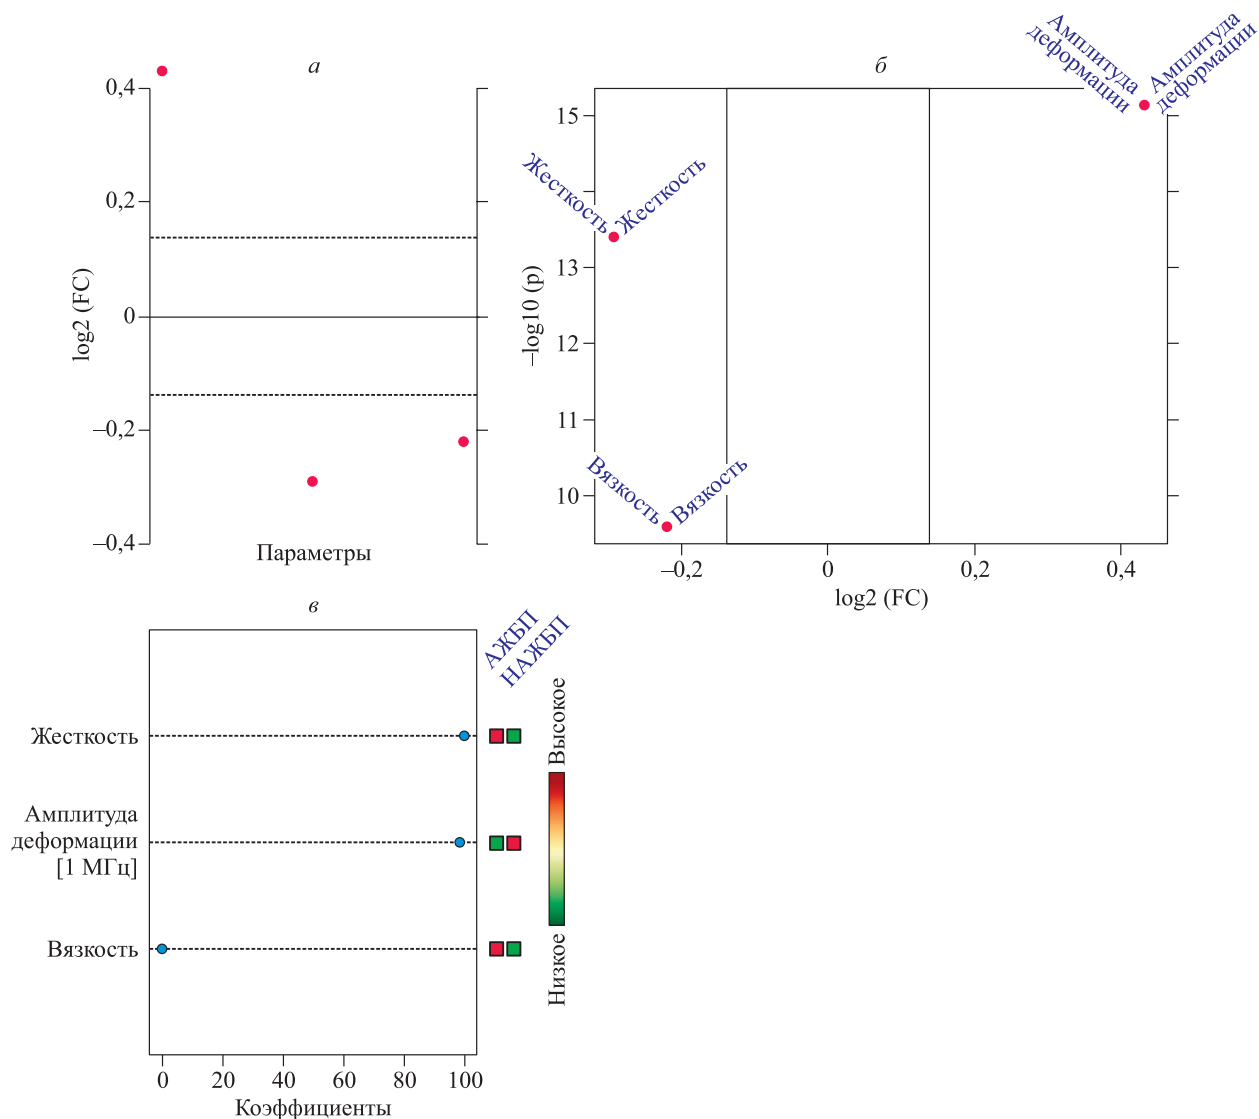 а
0,4
0,2
0
–0,2
–0,4
log2 (FC)
Параметры
б
Амплитуда
деформации
Амплитуда
деформации
Жесткость
Жесткость
Вязкость
Вязкость
15
13
12
11
10
–log10 (p)
–0,2
0
0,2
0,4
log2 (FC)
в
АЖБП
НАЖБП
Жесткость
Амплитуда
деформации
[1 МГц]
Вязкость
Высокое
Низкое
0
20
40
60
80
100
Коэффициенты